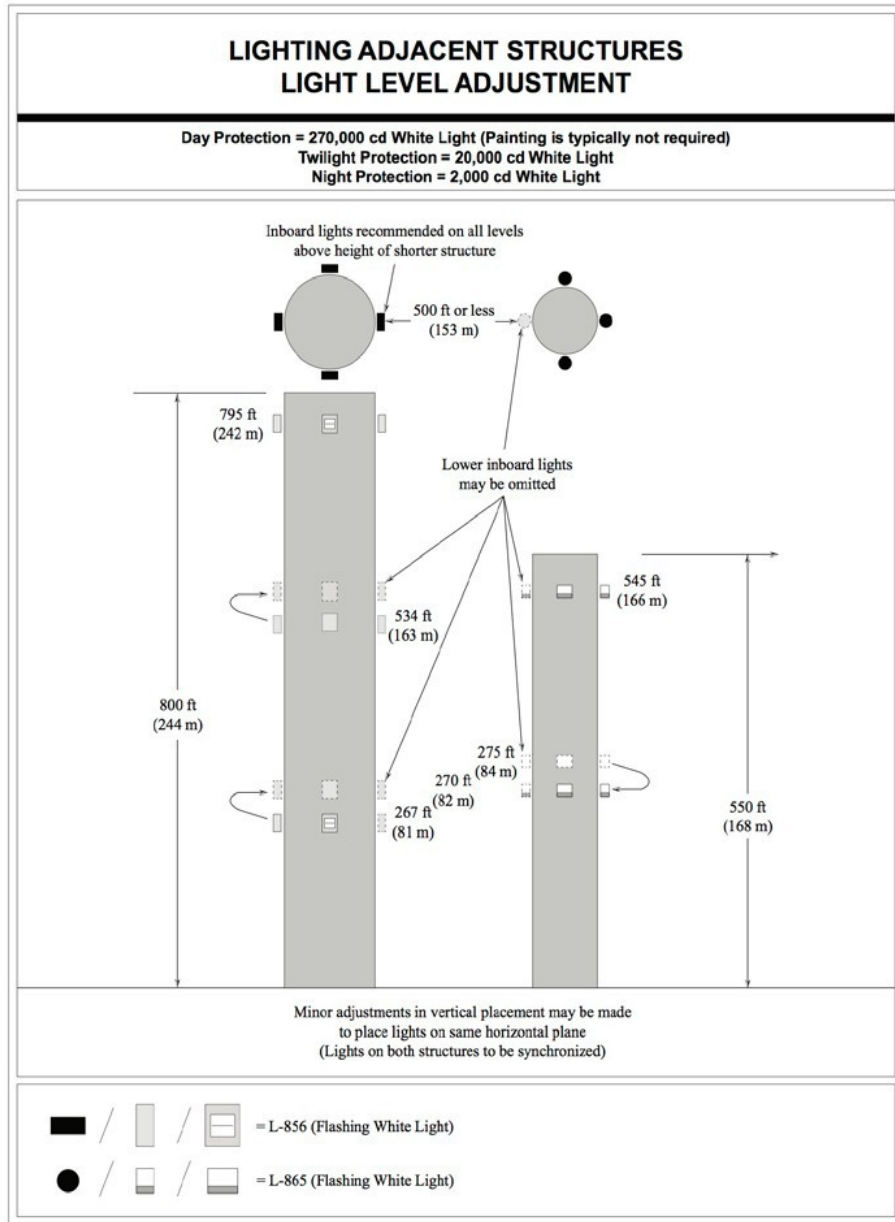 LIGHTING ADJACENT STRUCTURES
LIGHT LEVEL ADJUSTMENT
Day Protection = 270,000 cd White Light (Painting is typically not required)
Twilight Protection = 20,000 cd White Light
Night Protection = 2,000 cd White Light
Inboard lights recommended on all levels
above height of shorter structure
500 ft or less
(153 m)
795 ft
(242 m)
Lower inboard lights
may be omitted
534 ft
(163 m)
545 ft
(166 m)
800 ft
(244 m)
275 ft
(84 m)
270 ft
(82 m)
267 ft
(81 m)
550 ft
(168 m)
Minor adjustments in vertical placement may be made
to place lights on same horizontal plane
(Lights on both structures to be synchronized)
= L-856 (Flashing White Light)
= L-865 (Flashing White Light)